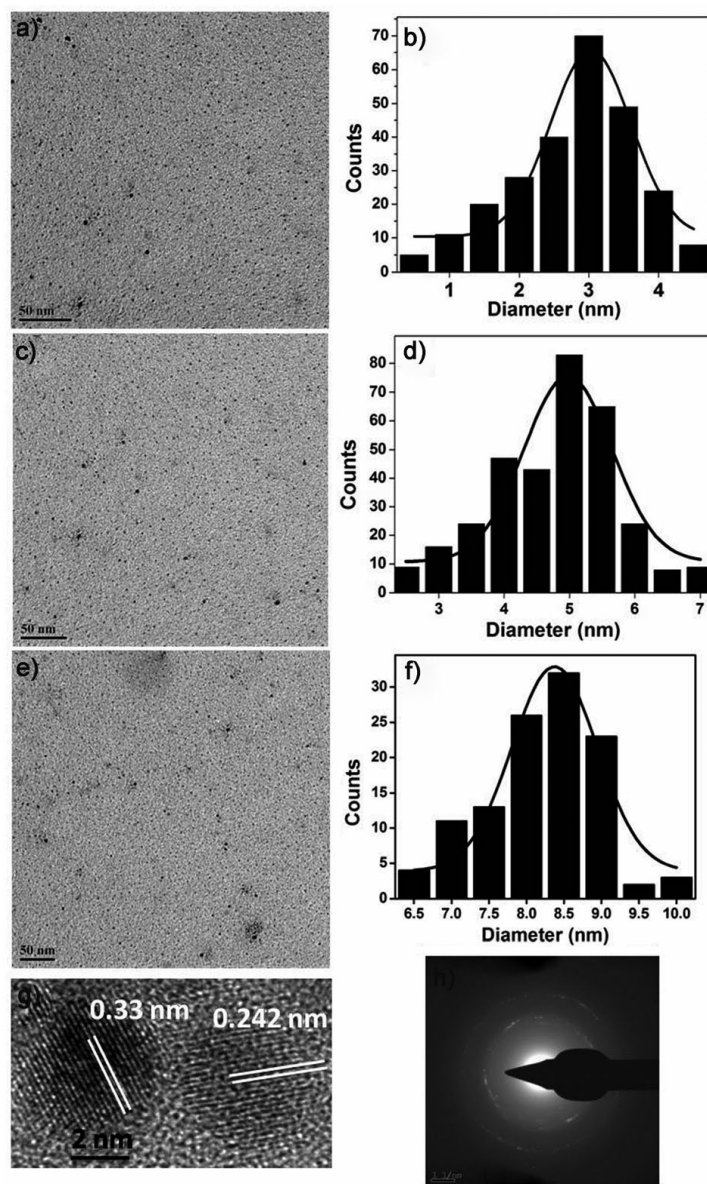 a)
50 nm
b)
Counts
70
60
50
40
30
20
10
0
1 2 3 4
Diameter (nm)
c)
50 nm
d)
Counts
80
70
60
50
40
30
20
10
0
3 4 5 6 7
Diameter (nm)
e)
50 nm
f)
Counts
30
25
20
15
10
5
0
6.5 7.0 7.5 8.0 8.5 9.0 9.5 10.0
Diameter (nm)
g)
0.33 nm
0.242 nm
2 nm
h)